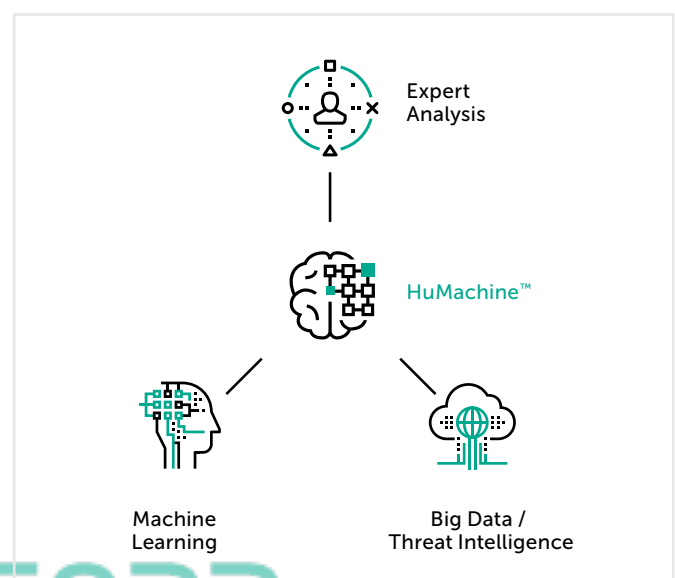 Expert
Analysis
HuMachine™
Machine
Learning
Big Data /
Threat Intelligence